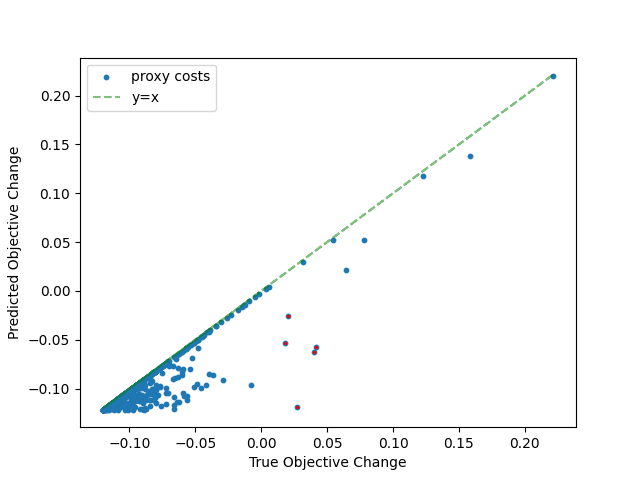 proxy costs
y=x
Predicted Objective Change
0.20
0.15
0.10
0.05
0.00
−0.05
−0.10
−0.10 −0.05 0.00 0.05 0.10 0.15 0.20
True Objective Change